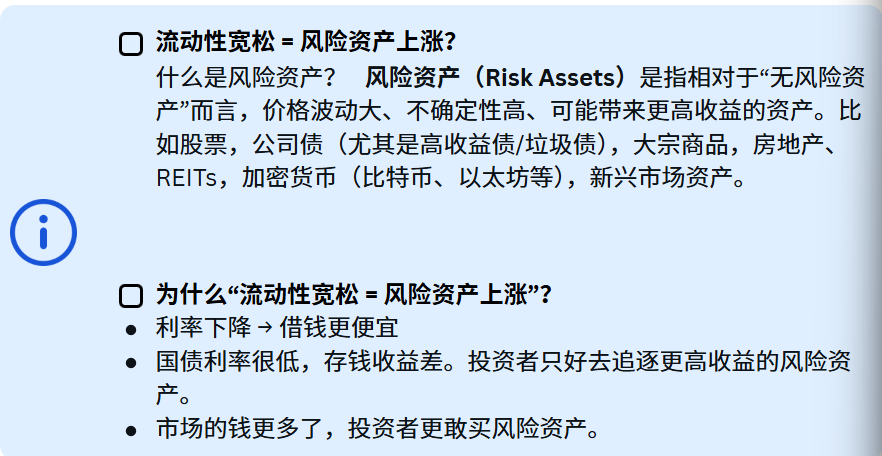 流动性宽松 = 风险资产上涨？
什么是风险资产？ 风险资产（Risk Assets）是指相对于“无风险资
产”而言，价格波动大、不确定性高、可能带来更高收益的资产。比
如股票，公司债（尤其是高收益债/垃圾债），大宗商品，房地产、
REITs，加密货币（比特币、以太坊等），新兴市场资产。
为什么“流动性宽松 = 风险资产上涨”？
利率下降 → 借钱更便宜
国债利率很低，存钱收益差。投资者只好去追逐更高收益的风险资
产。
市场的钱更多了，投资者更敢买风险资产。